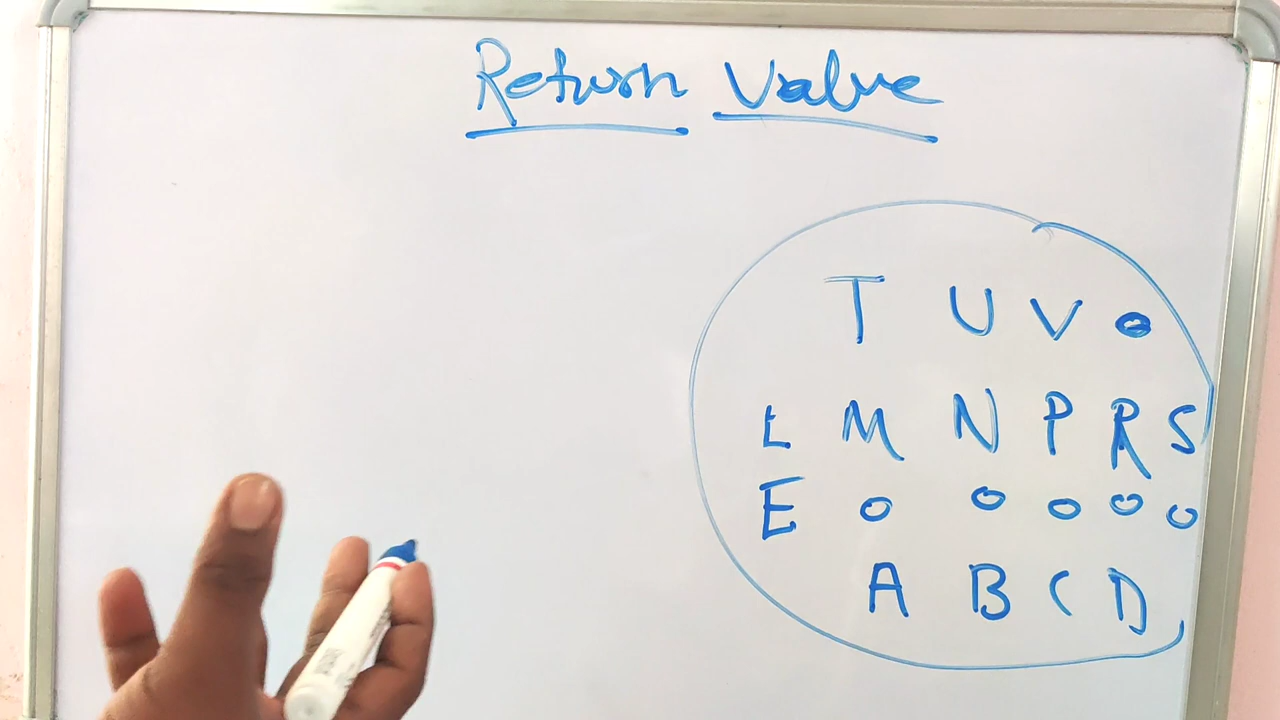 Return Value
T U V o
L M N P R S
E o o o o o
A B C D